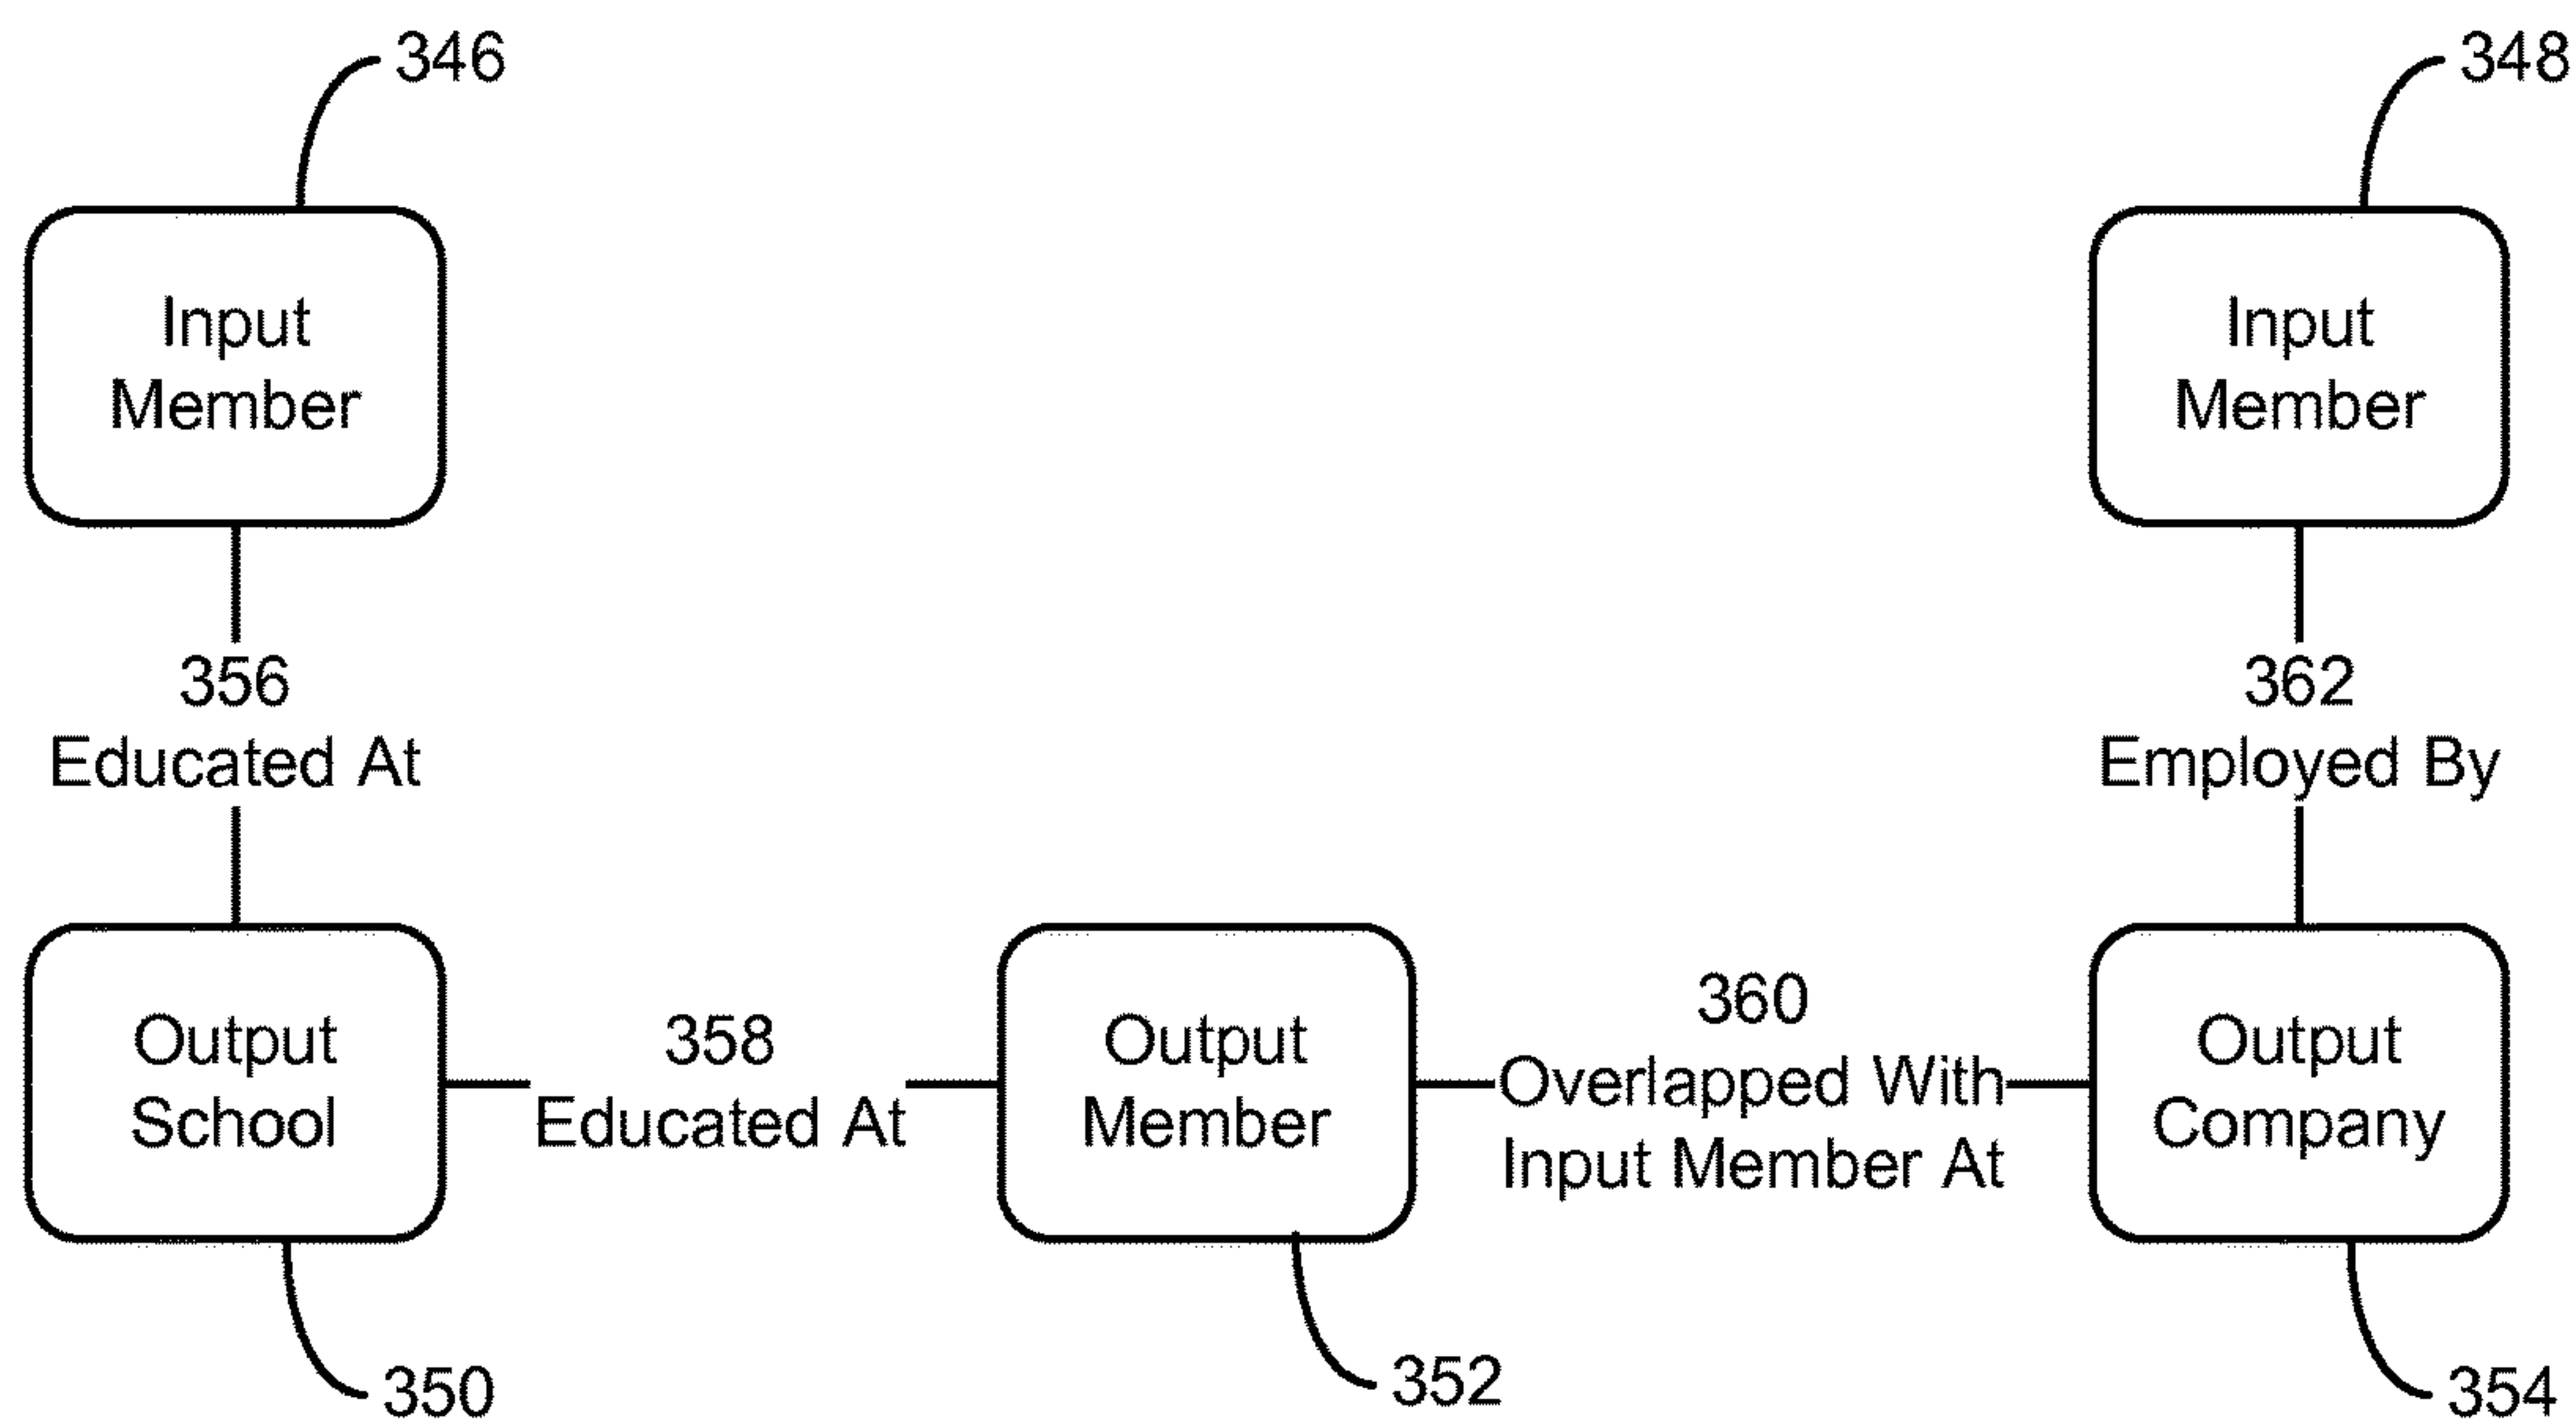 346
348
Input
Member
Input
Member
356
Educated At
362
Employed By
Output
School
358
Educated At
Output
Member
360
Overlapped With
Input Member At
Output
Company
350
352
354